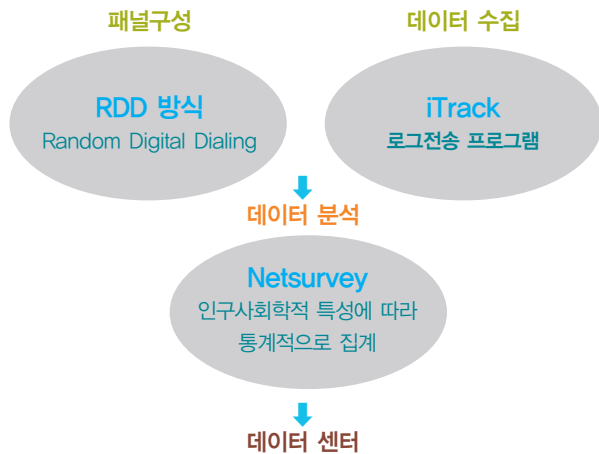 패널구성
데이터 수집
RDD 방식
Random Digital Dialing
iTrack
로그전송 프로그램
데이터 분석
Netsurvey
인구사회학적 특성에 따라
통계적으로 집계
데이터 센터